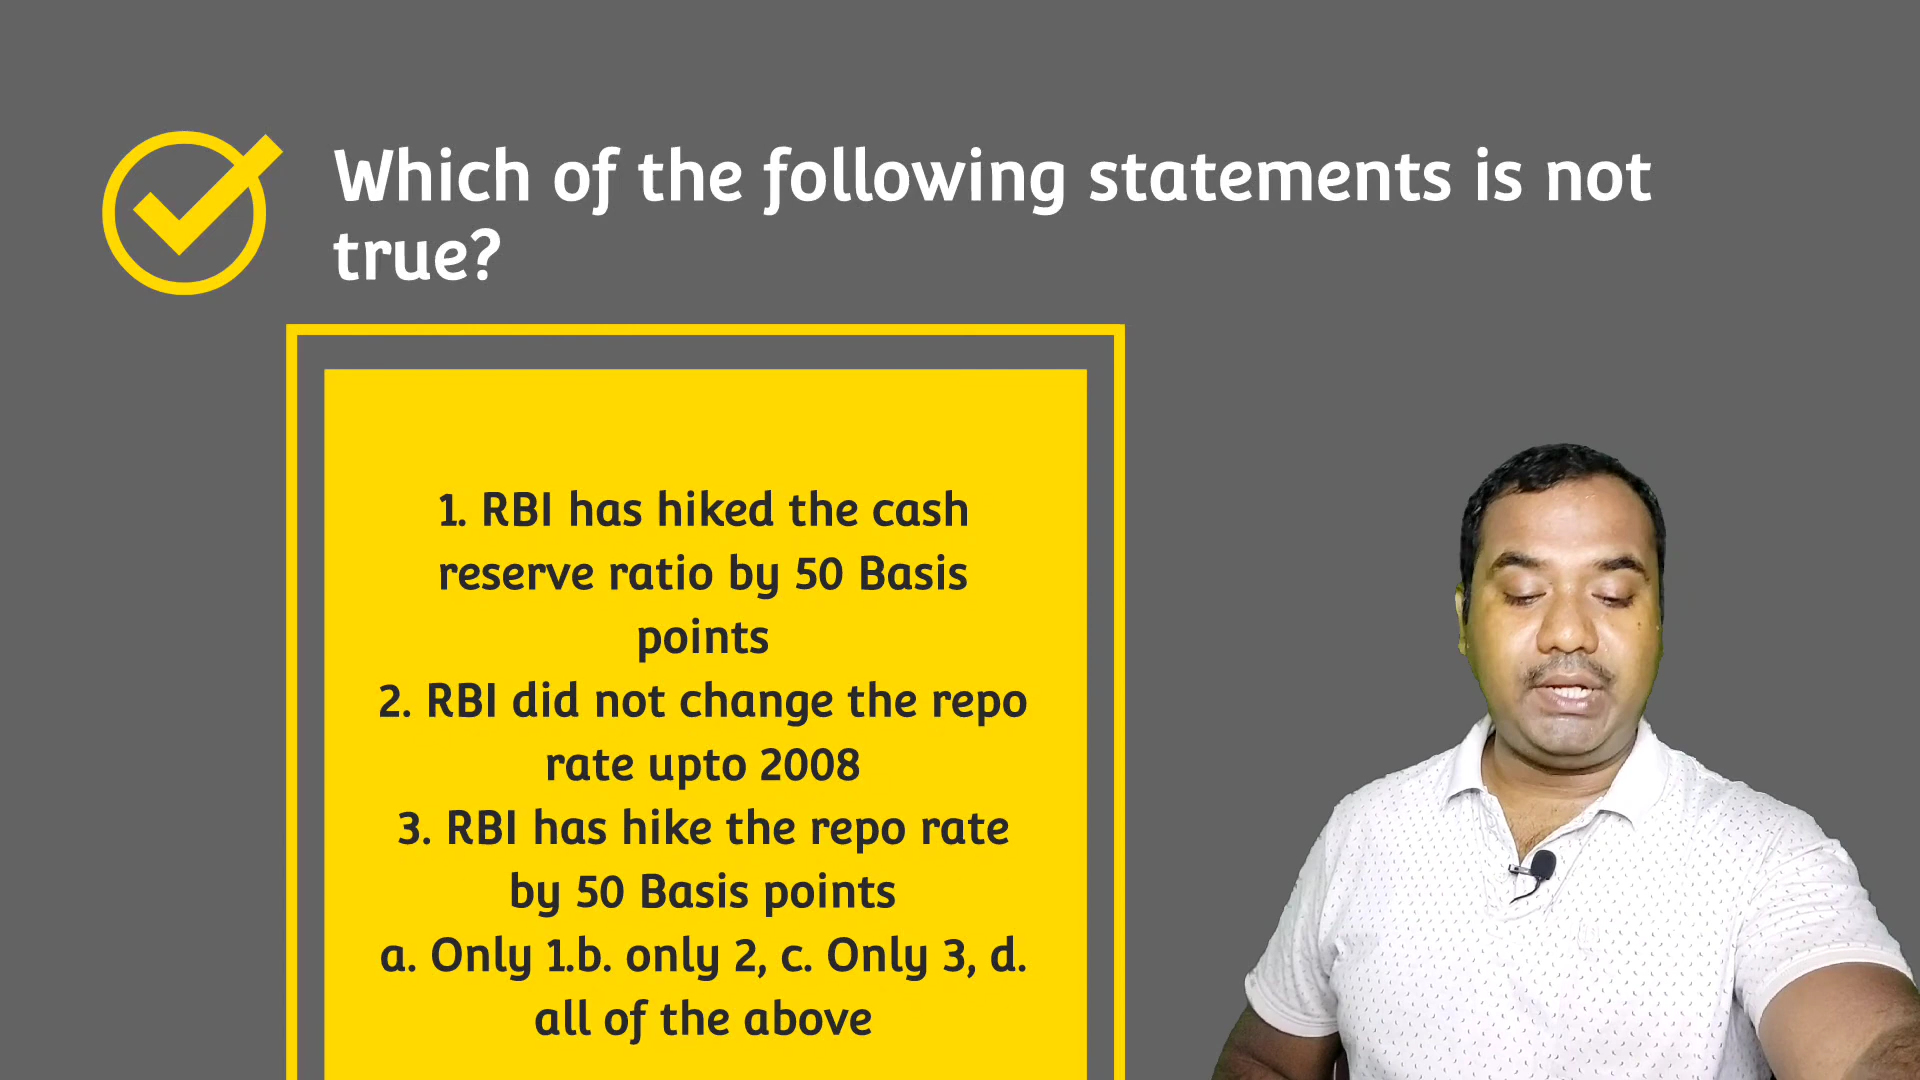 Which of the following statements is not
true?
1. RBI has hiked the cash
reserve ratio by 50 Basis
points
2. RBI did not change the repo
rate upto 2008
3. RBI has hike the repo rate
by 50 Basis points
a. Only 1.b. only 2, c. Only 3, d.
all of the above